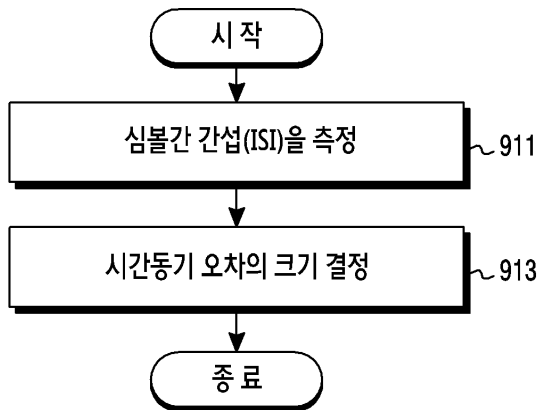 시 작
심볼간 간섭(ISI)을 측정
911
시간동기 오차의 크기 결정
913
종 료